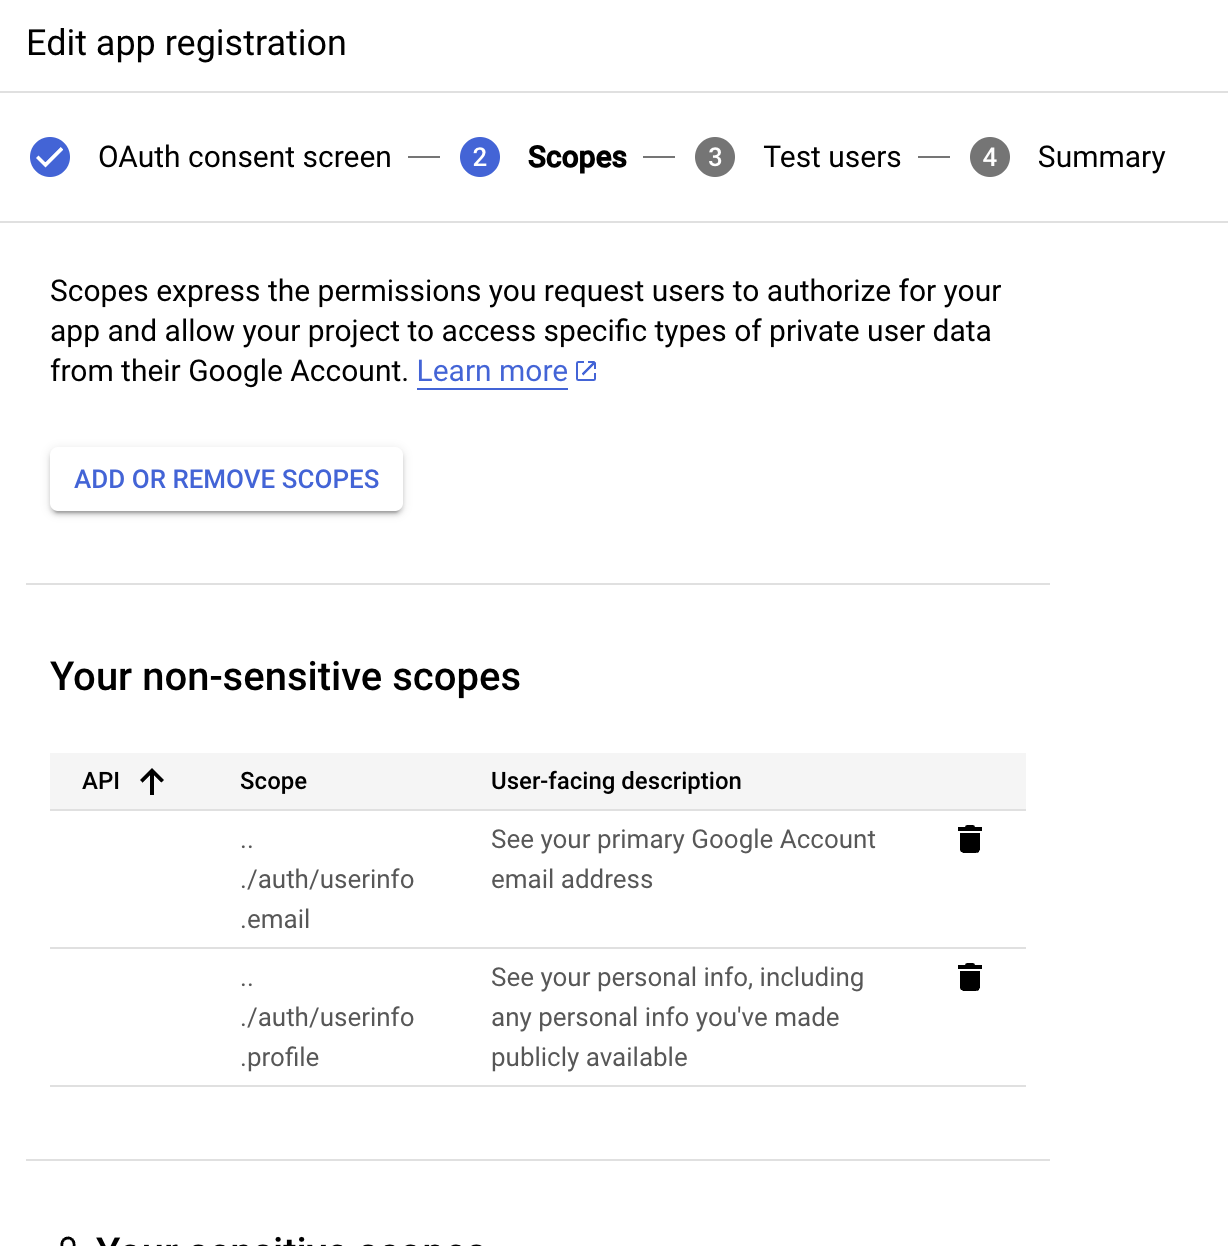 Edit app registration
OAuth consent screen
2 Scopes
3 Test users
4 Summary
Scopes express the permissions you request users to authorize for your
app and allow your project to access specific types of private user data
from their Google Account. Learn more
ADD OR REMOVE SCOPES
Your non-sensitive scopes
API Scope User-facing description
..
./auth/userinfo
.email
See your primary Google Account
email address
..
./auth/userinfo
.profile
See your personal info, including
any personal info you've made
publicly available
Your sensitive scopes